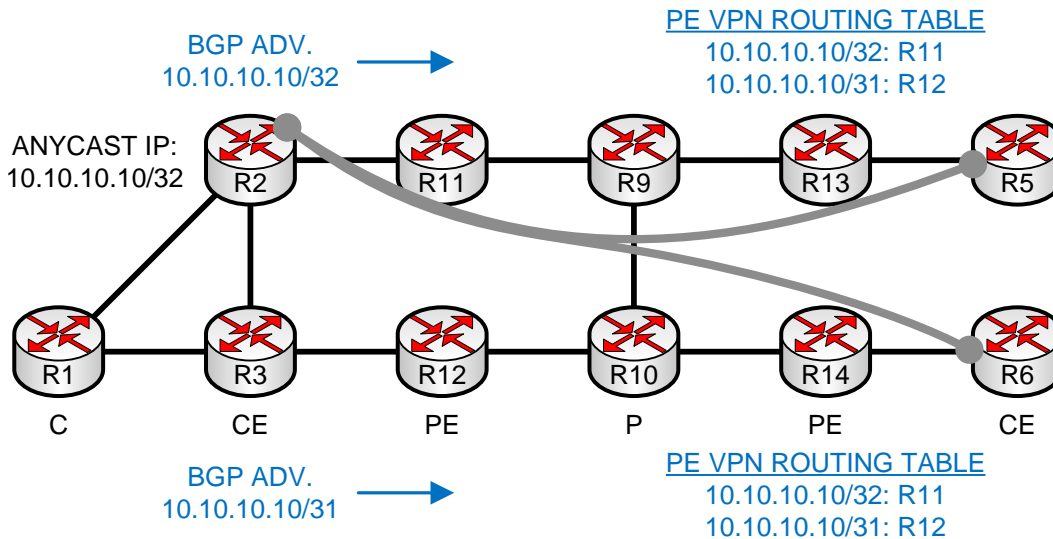 BGP ADV.
10.10.10.10/32
PE VPN ROUTING TABLE
10.10.10.10/32: R11
10.10.10.10/31: R12
ANYCAST IP:
10.10.10.10/32
R2
R11
R9
R13
R5
R1
R3
R12
R10
R14
R6
C
CE
PE
P
PE
CE
BGP ADV.
10.10.10.10/31
PE VPN ROUTING TABLE
10.10.10.10/32: R11
10.10.10.10/31: R12